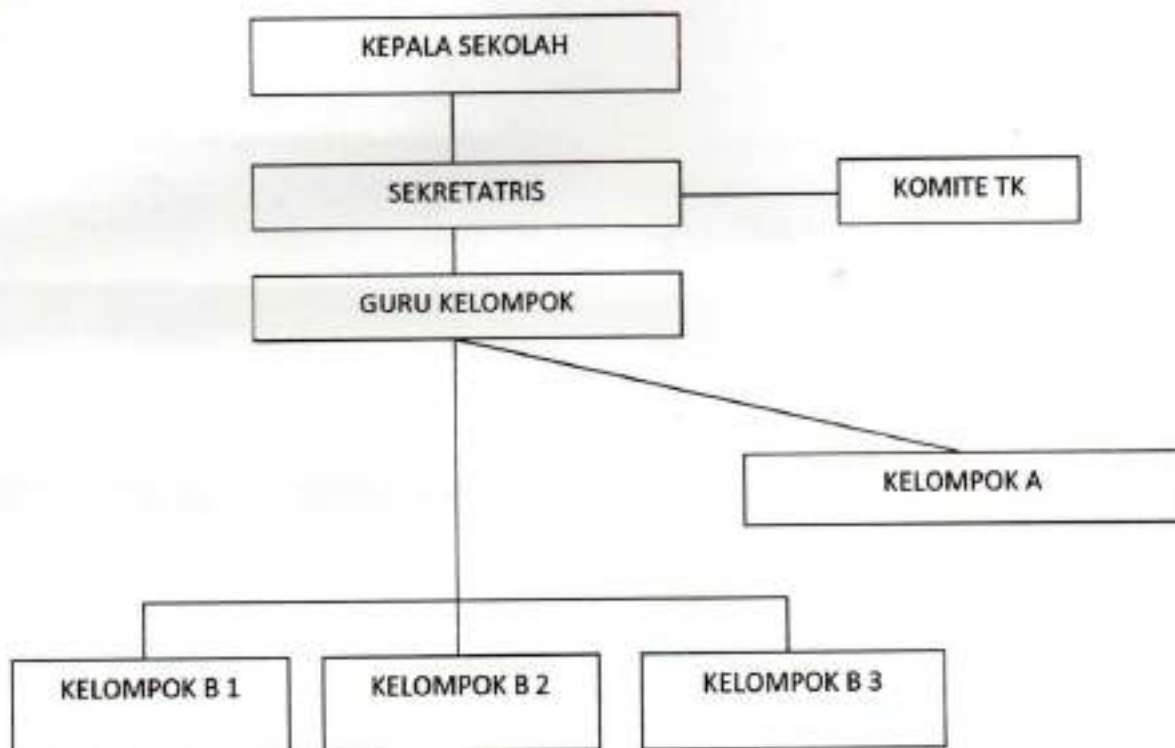 KEPALA SEKOLAH
SEKRETATRIS
KOMITE TK
GURU KELOMPOK
KELOMPOK A
KELOMPOK B 1
KELOMPOK B 2
KELOMPOK B 3